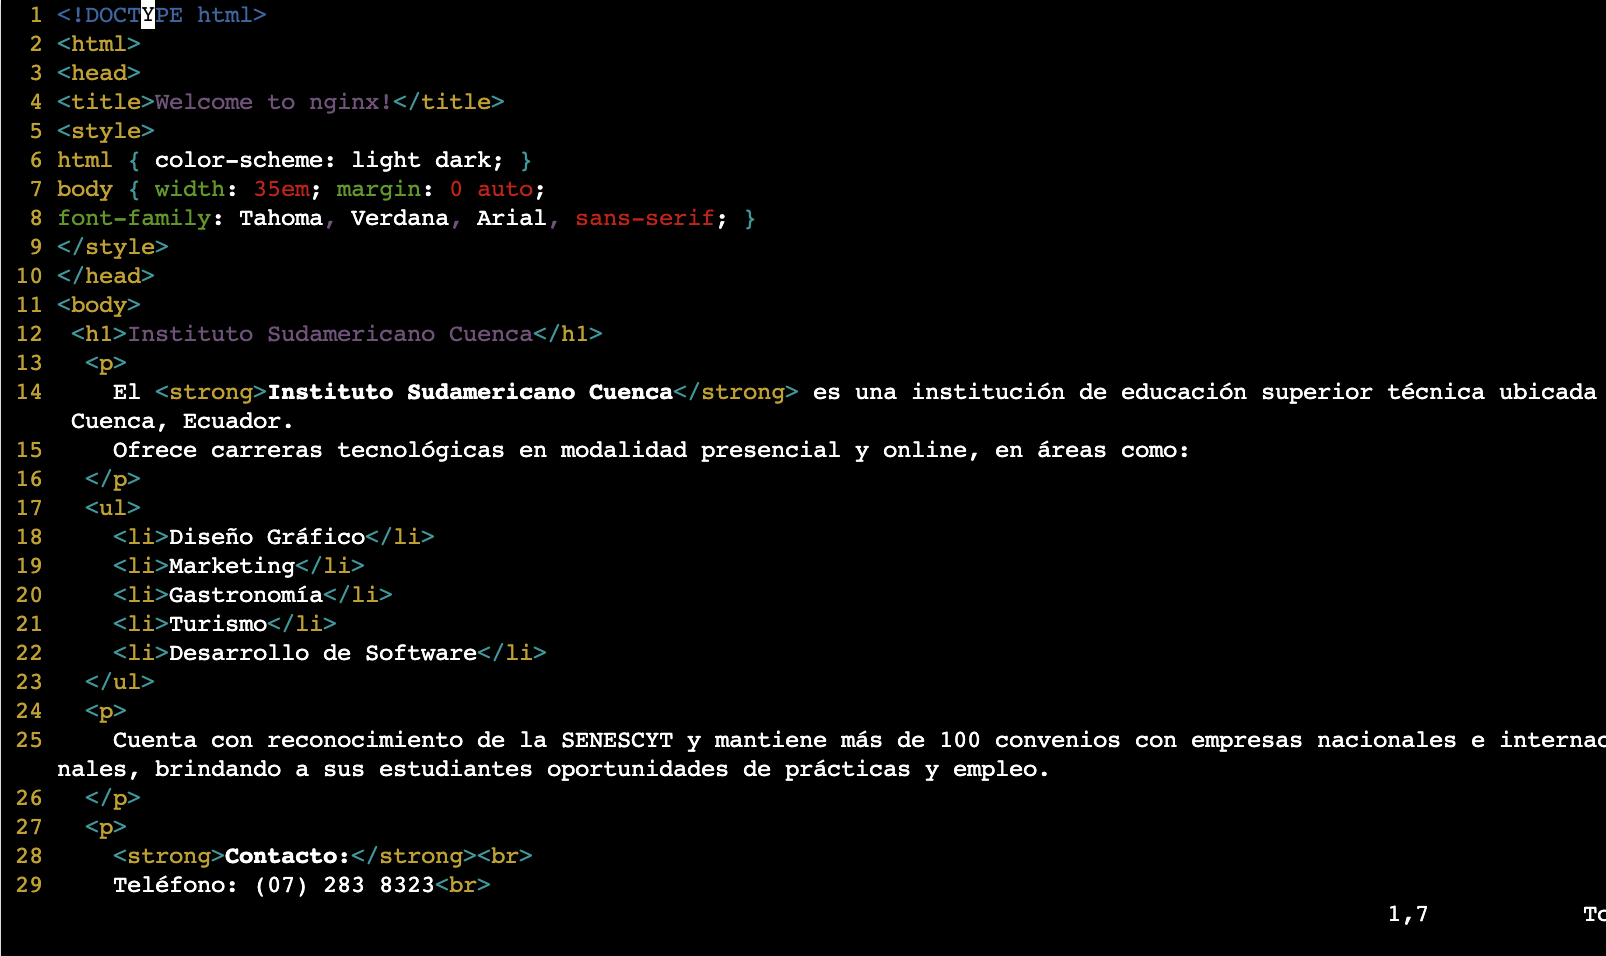 1 <!DOCTYPE html>
2 <html>
3 <head>
4 <title>Welcome to nginx!</title>
5 <style>
6 html { color-scheme: light dark; }
7 body { width: 35em; margin: 0 auto;
8 font-family: Tahoma, Verdana, Arial, sans-serif; }
9 </style>
10 </head>
11 <body>
12 <h1>Instituto Sudamericano Cuenca</h1>
13 <p>
14 El <strong>Instituto Sudamericano Cuenca</strong> es una institución de educación superior técnica ubicada
Cuenca, Ecuador.
15 Ofrece carreras tecnológicas en modalidad presencial y online, en áreas como:
16 </p>
17 <ul>
18 <li>Diseño Gráfico</li>
19 <li>Marketing</li>
20 <li>Gastronomía</li>
21 <li>Turismo</li>
22 <li>Desarrollo de Software</li>
23 </ul>
24 <p>
25 Cuenta con reconocimiento de la SENESCYT y mantiene más de 100 convenios con empresas nacionales e internac
nales, brindando a sus estudiantes oportunidades de prácticas y empleo.
26 </p>
27 <p>
28 <strong>Contacto:</strong><br>
29 Teléfono: (07) 283 8323<br>
1,7